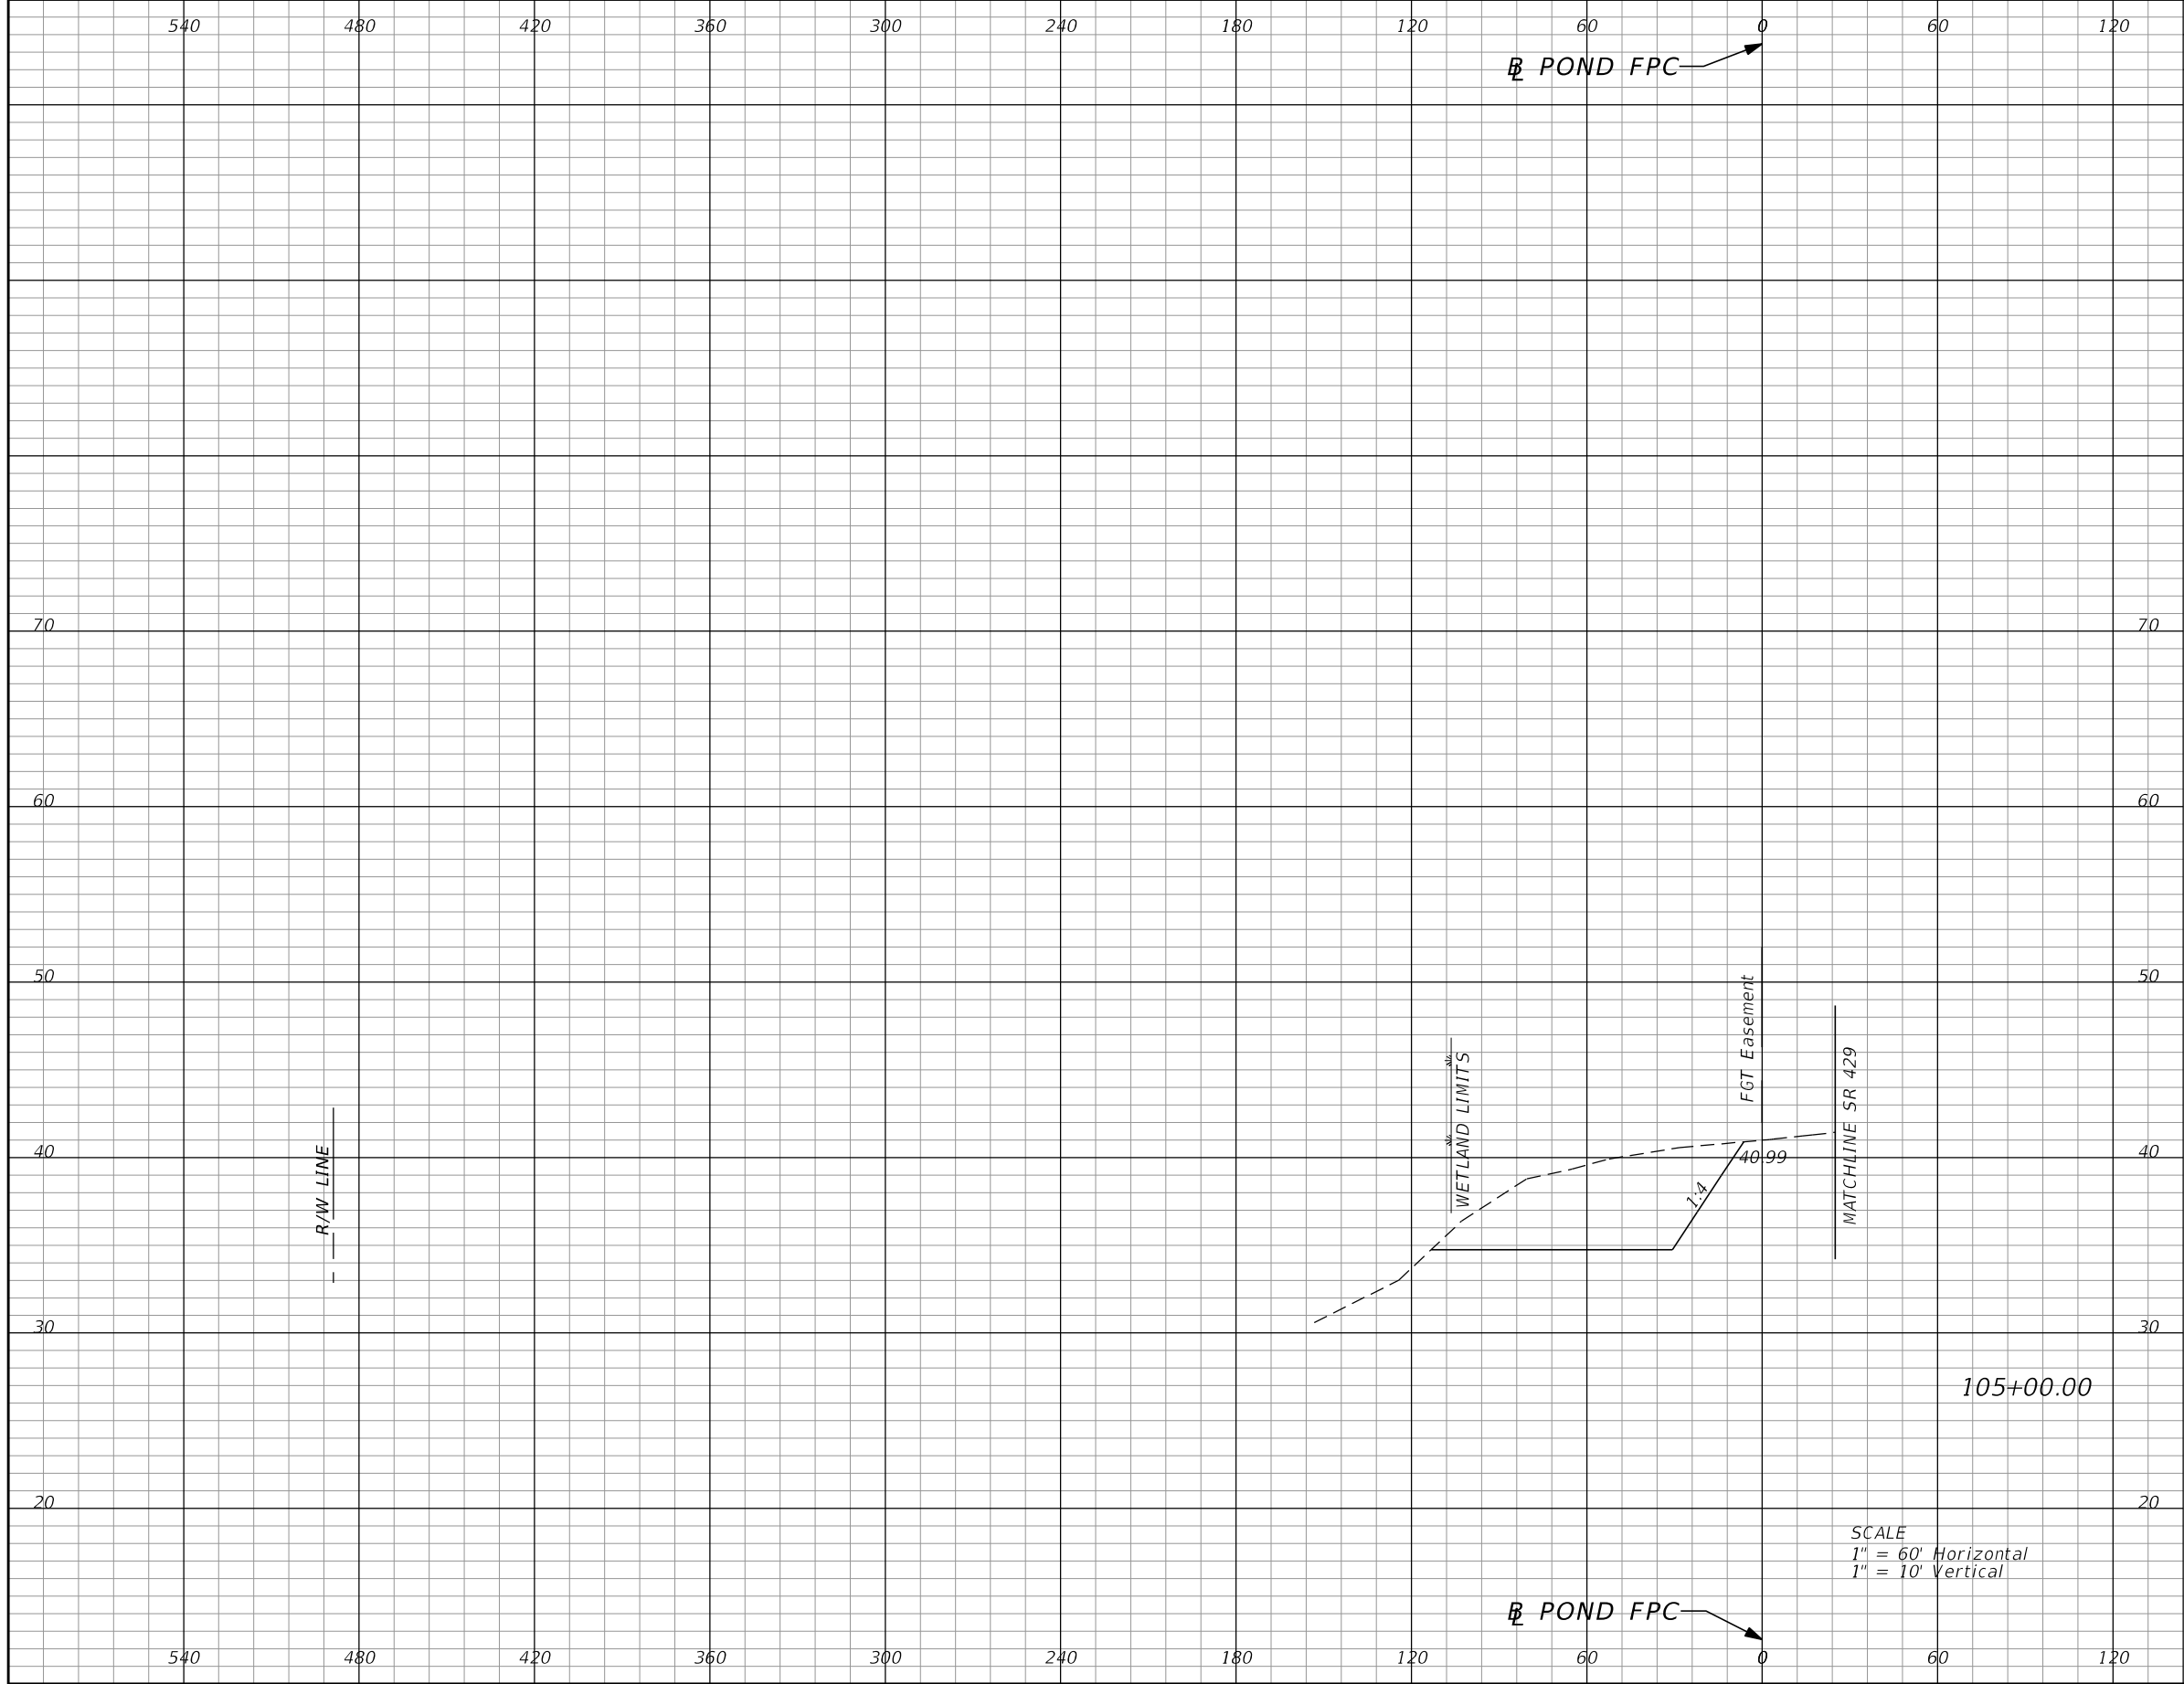 540 480 420 360 300 240 180 120 60 0 60 120
BL POND FPC
70 70
60 60
50 50
FGT Easement
WETLAND LIMITS
MATCHLINE SR 429
R/W LINE
40 40
40.99
1:4
30 30
105+00.00
20 20
SCALE
1" = 60' Horizontal
1" = 10' Vertical
BL POND FPC
540 480 420 360 300 240 180 120 60 0 60 120